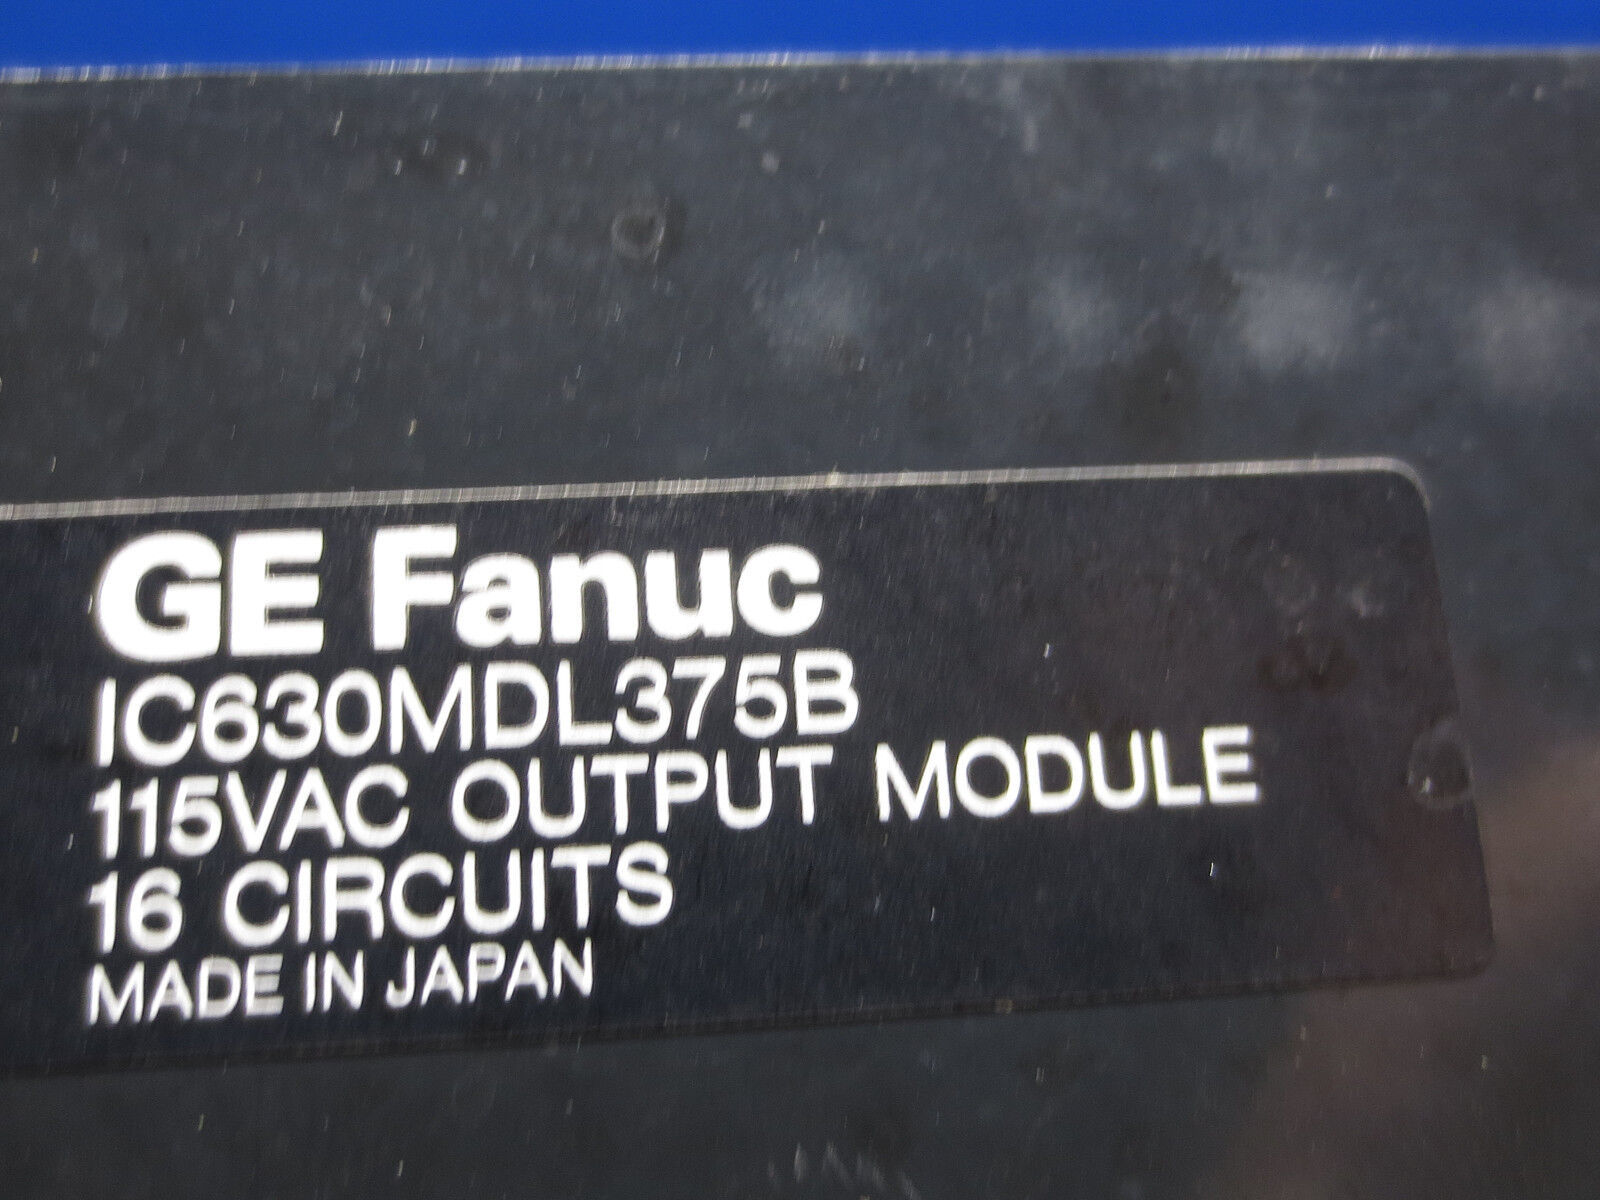 GE Fanuc
IC630MDL375B
115VAC OUTPUT MODULE
16 CIRCUITS
MADE IN JAPAN